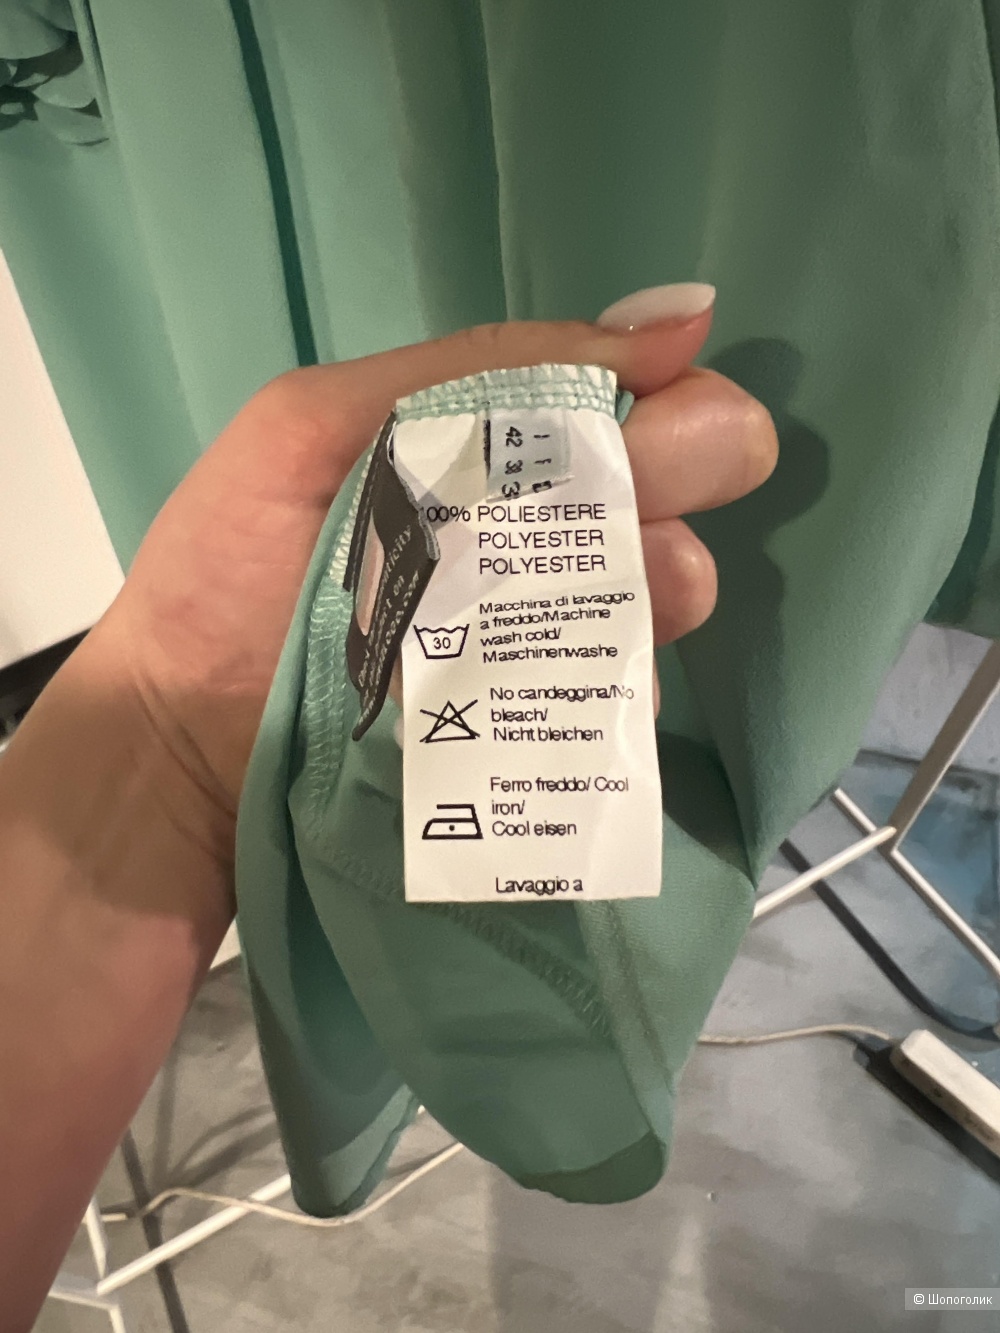 42
38
100% POLIESTERE
POLYESTER
POLYESTER
Macchina di lavaggio
a freddo/Machine
wash cold/
Maschinenwashe
30
No candeggina/No
bleach/
Nicht bleichen
Ferro freddo/ Cool
iron/
Cool eisen
Lavaggio a
© Шопоголик